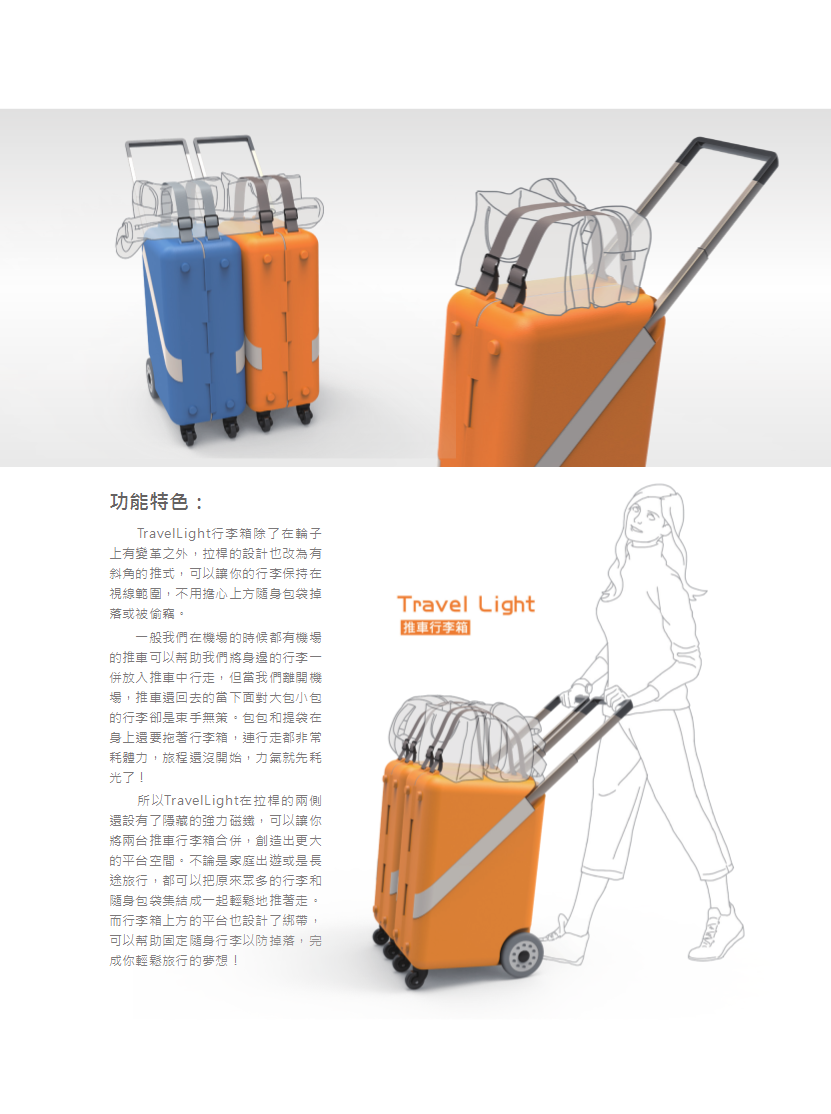 功能特色：
TravelLight行李箱除了在輪子
上有變革之外，拉桿的設計也改為有
斜角的推式，可以讓你的行李保持在
視線範圍，不用擔心上方隨身包袋掉
落或被偷竊。
一般我們在機場的時候都有機場
的推車可以幫助我們將身邊的行李一
併放入推車中行走，但當我們離開機
場，推車還回去的當下面對大包小包
的行李卻是束手無策。包包和提袋在
身上還要拖著行李箱，連行走都非常
耗體力，旅程還沒開始，力氣就先耗
光了！
所以TravelLight在拉桿的兩側
還設有了隱藏的強力磁鐵，可以讓你
將兩台推車行李箱合併，創造出更大
的平台空間。不論是家庭出遊或是長
途旅行，都可以把原來眾多的行李和
隨身包袋集結成一起輕鬆地推著走。
而行李箱上方的平台也設計了綁帶，
可以幫助固定隨身行李以防掉落，完
成你輕鬆旅行的夢想！
Travel Light
推車行李箱